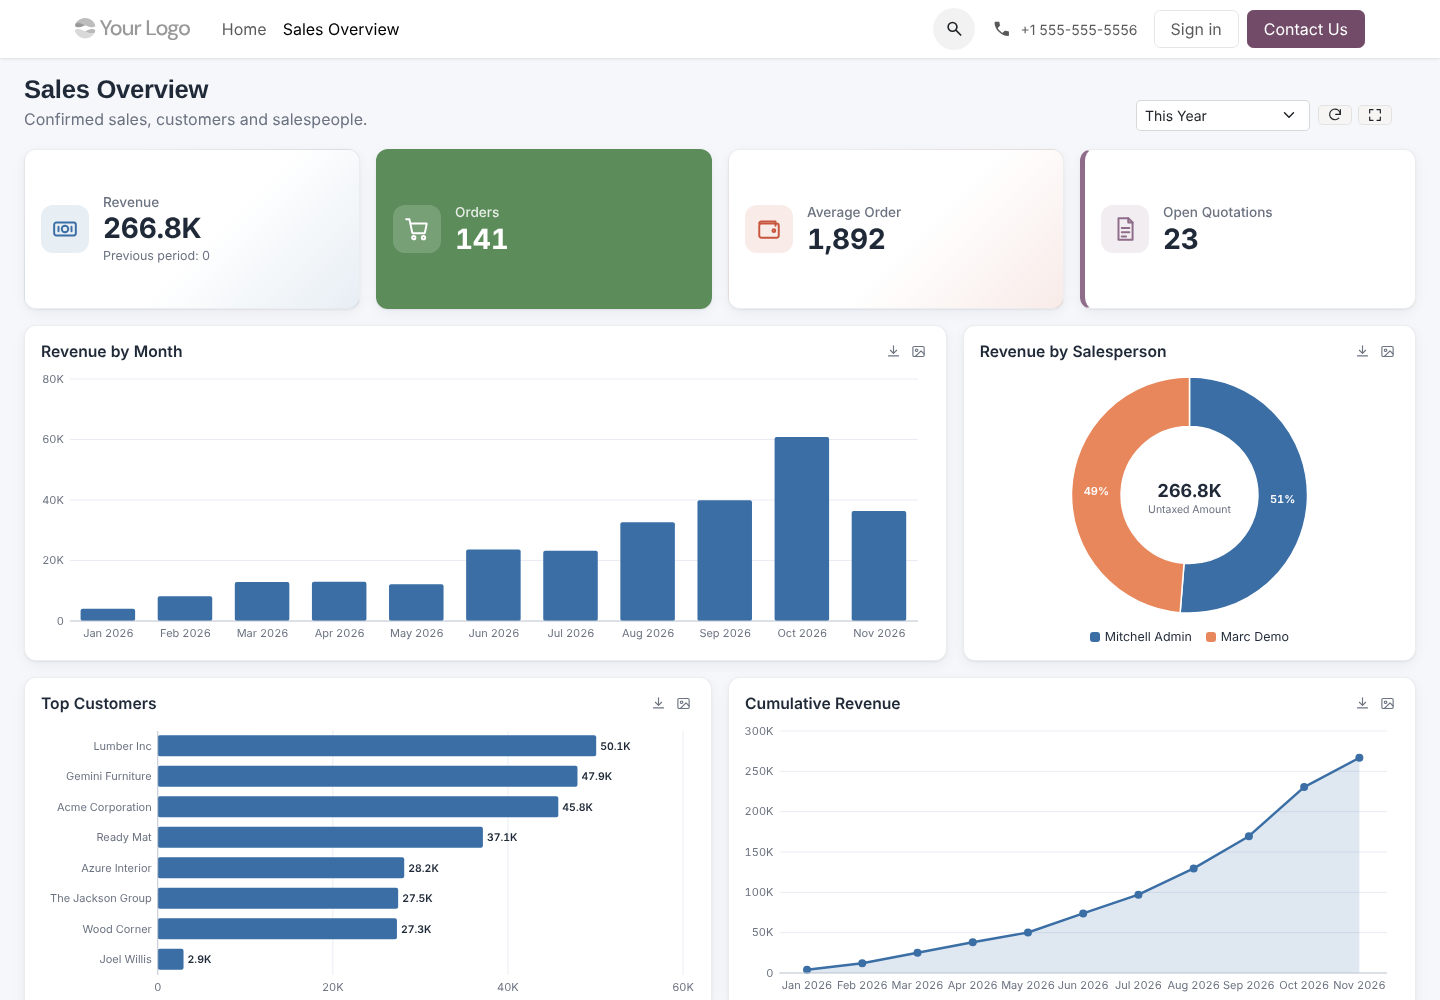 Your Logo
Home
Sales Overview
+1 555-555-5556
Sign in
Contact Us
Sales Overview
Confirmed sales, customers and salespeople.
This Year
Revenue
266.8K
Previous period: 0
Orders
141
Average Order
1,892
Open Quotations
23
Revenue by Month
80K
60K
40K
20K
0
Jan 2026 Feb 2026 Mar 2026 Apr 2026 May 2026 Jun 2026 Jul 2026 Aug 2026 Sep 2026 Oct 2026 Nov 2026
Revenue by Salesperson
49%
51%
266.8K
Untaxed Amount
Mitchell Admin Marc Demo
Top Customers
Lumber Inc 50.1K
Gemini Furniture 47.9K
Acme Corporation 45.8K
Ready Mat 37.1K
Azure Interior 28.2K
The Jackson Group 27.5K
Wood Corner 27.3K
Joel Willis 2.9K
0 20K 40K 60K
Cumulative Revenue
300K
250K
200K
150K
100K
50K
0
Jan 2026 Feb 2026 Mar 2026 Apr 2026 May 2026 Jun 2026 Jul 2026 Aug 2026 Sep 2026 Oct 2026 Nov 2026